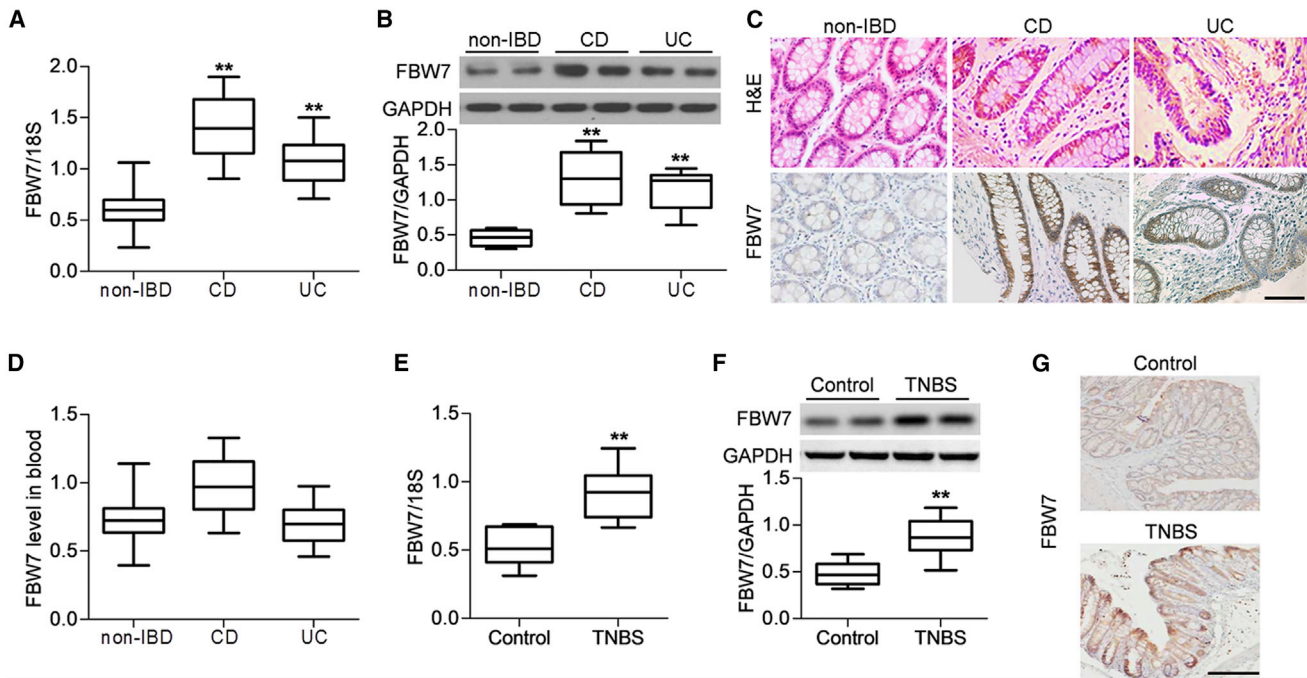 A
2.0
1.5
1.0
0.5
0.0
FBW7/18S
**
**
non-IBD CD UC
B
non-IBD CD UC
FBW7
GAPDH
2.0
1.5
1.0
0.5
0.0
FBW7/GAPDH
**
**
non-IBD CD UC
C
non-IBD CD UC
H&E
FBW7
D
1.5
1.0
0.5
0.0
FBW7 level in blood
non-IBD CD UC
E
1.5
1.0
0.5
0.0
FBW7/18S
**
Control TNBS
F
Control TNBS
FBW7
GAPDH
1.5
1.0
0.5
0.0
FBW7/GAPDH
**
Control TNBS
G
Control
FBW7
TNBS